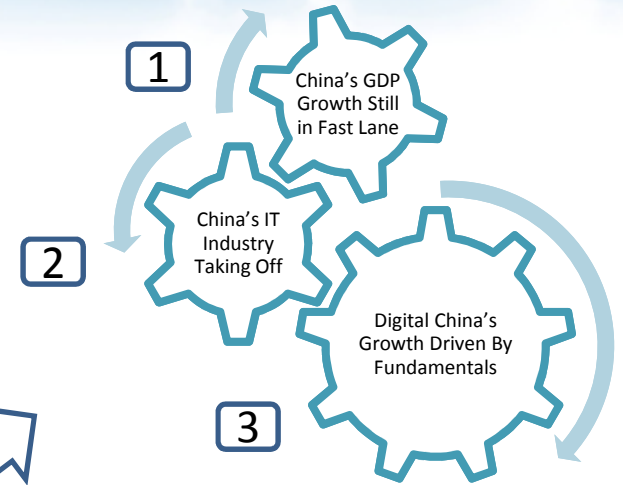 1
China's GDP
Growth Still
in Fast Lane
2
China's IT
Industry
Taking Off
Digital China's
Growth Driven By
Fundamentals
3